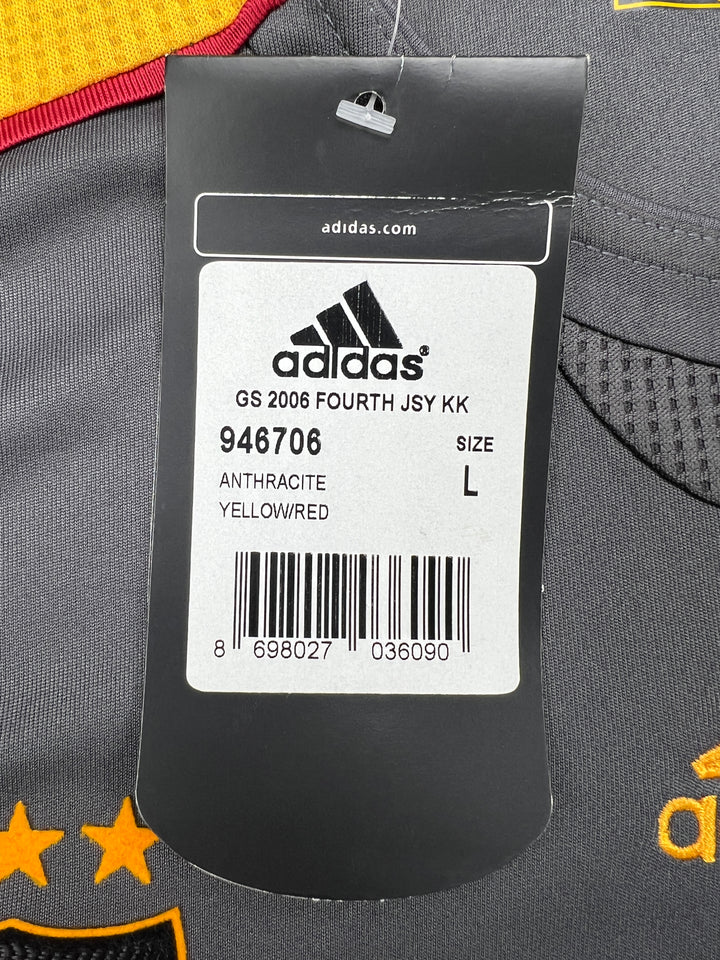 adidas.com
adidas®
GS 2006 FOURTH JSY KK
946706
SIZE
ANTHRACITE
L
YELLOW/RED
8 698027 036090